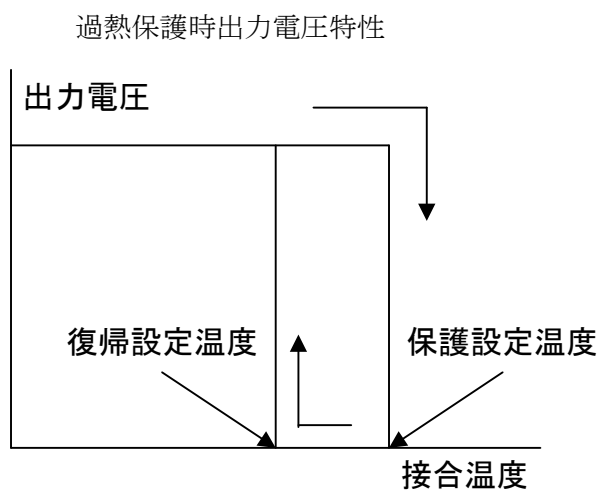 過熱保護時出力電圧特性
出力電圧
復帰設定温度
保護設定温度
接合温度